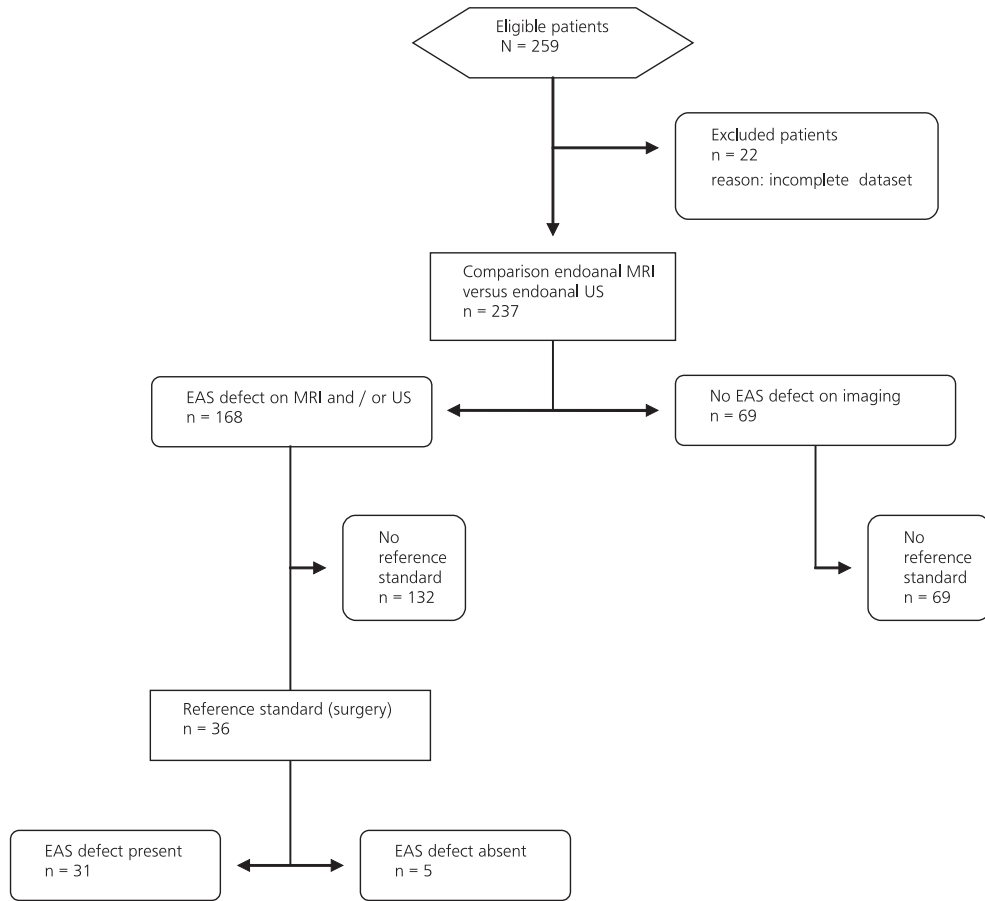 Eligible patients
N = 259
Excluded patients
n = 22
reason: incomplete dataset
Comparison endoanal MRI
versus endoanal US
n = 237
EAS defect on MRI and / or US
n = 168
No EAS defect on imaging
n = 69
No
reference
standard
n = 132
No
reference
standard
n = 69
Reference standard (surgery)
n = 36
EAS defect present
n = 31
EAS defect absent
n = 5